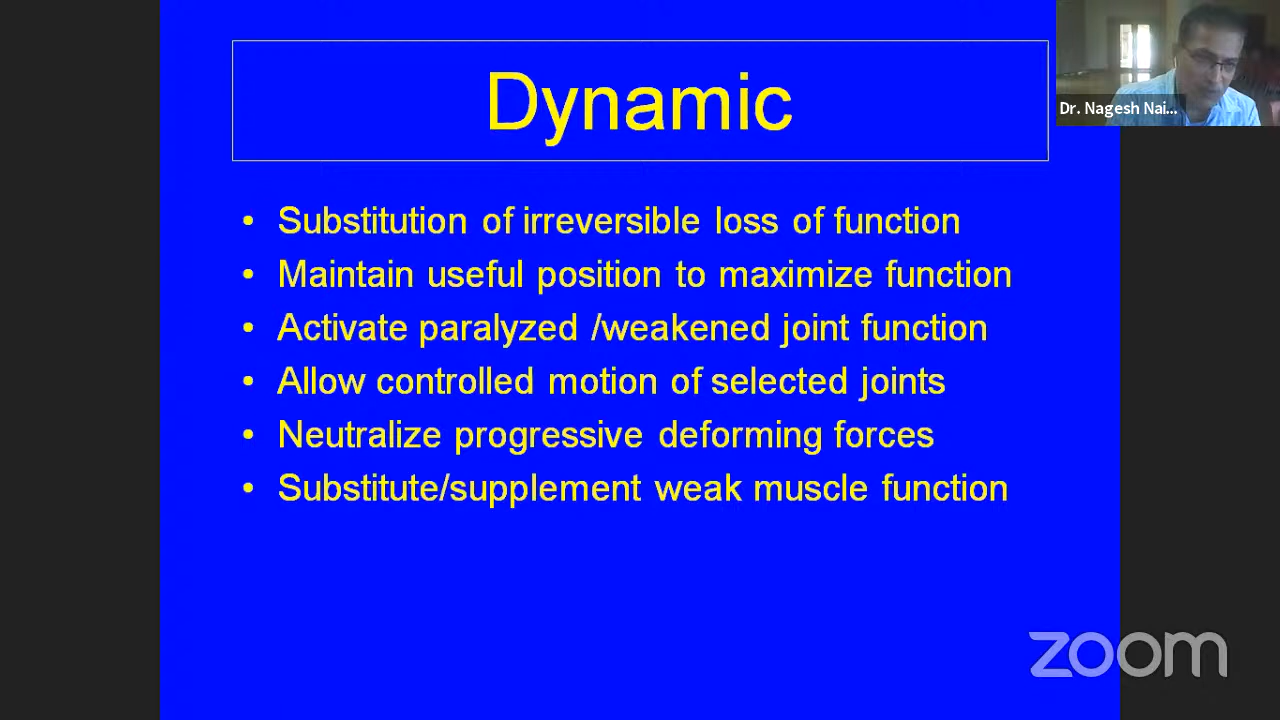 Dynamic
Dr. Nagesh Nai...
• Substitution of irreversible loss of function
• Maintain useful position to maximize function
• Activate paralyzed /weakened joint function
• Allow controlled motion of selected joints
• Neutralize progressive deforming forces
• Substitute/supplement weak muscle function
zoom